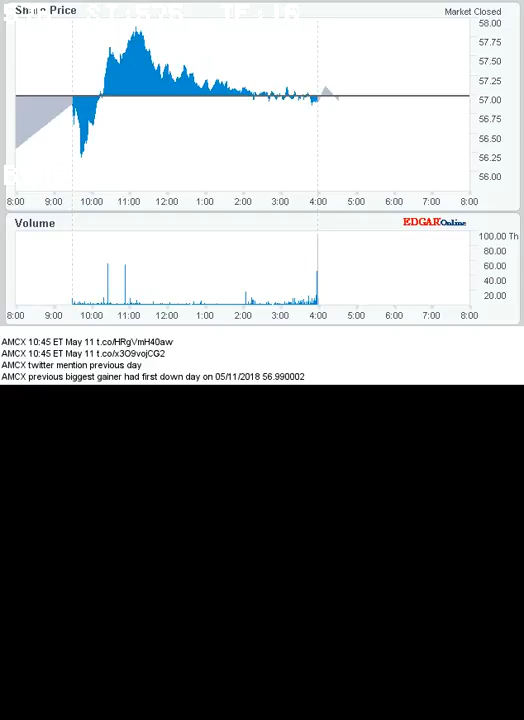 Share Price
Market Closed
58.00
57.75
57.50
57.25
57.00
56.75
56.50
56.25
56.00
8:00 9:00 10:00 11:00 12:00 1:00 2:00 3:00 4:00 5:00 6:00 7:00 8:00
Volume
EDGAR Online
100.00 Th
80.00
60.00
40.00
20.00
8:00 9:00 10:00 11:00 12:00 1:00 2:00 3:00 4:00 5:00 6:00 7:00 8:00
AMCX 10:45 ET May 11 t.co/HRgVmH40aw
AMCX 10:45 ET May 11 t.co/x3O9vojCG2
AMCX twitter mention previous day
AMCX previous biggest gainer had first down day on 05/11/2018 56.990002